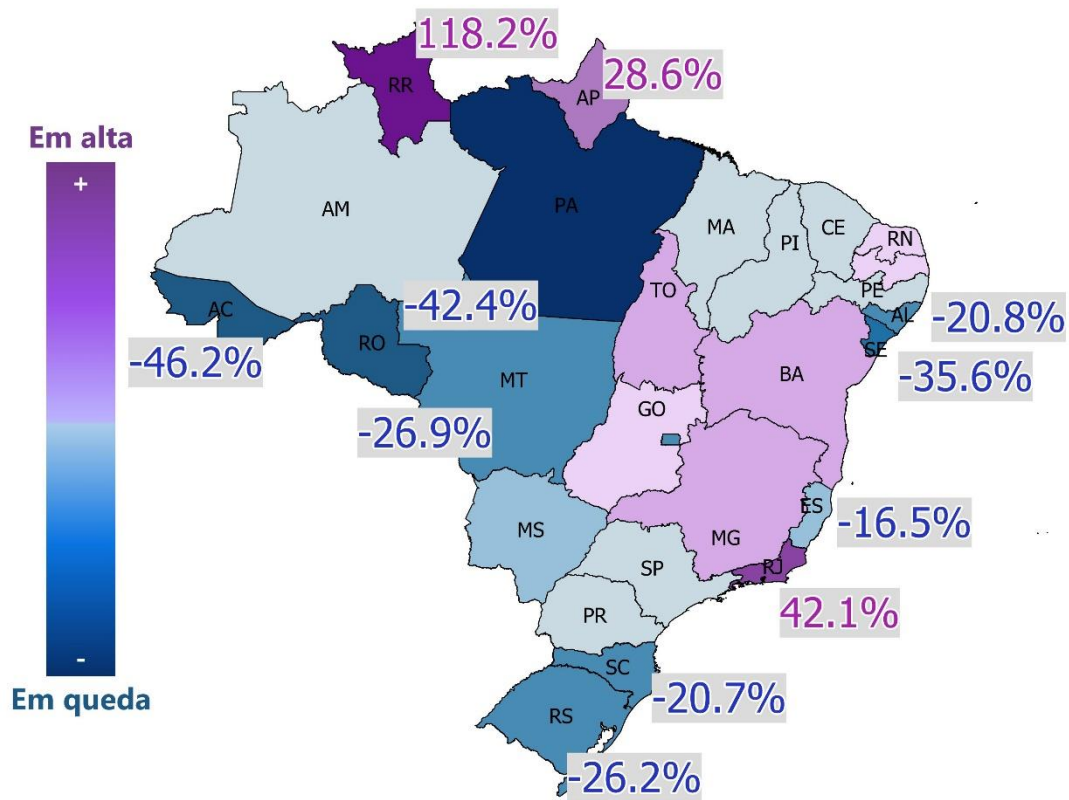 118.2%
RR
28.6%
AP
Em alta
+
AM
PA
MA
PI
CE
RN
PE
TO
AC
-42.4%
AL
-20.8%
RO
SE
-46.2%
MT
BA
-35.6%
GO
-26.9%
ES
-16.5%
MS
MG
RJ
SP
42.1%
PR
-
Em queda
SC
-20.7%
RS
-26.2%